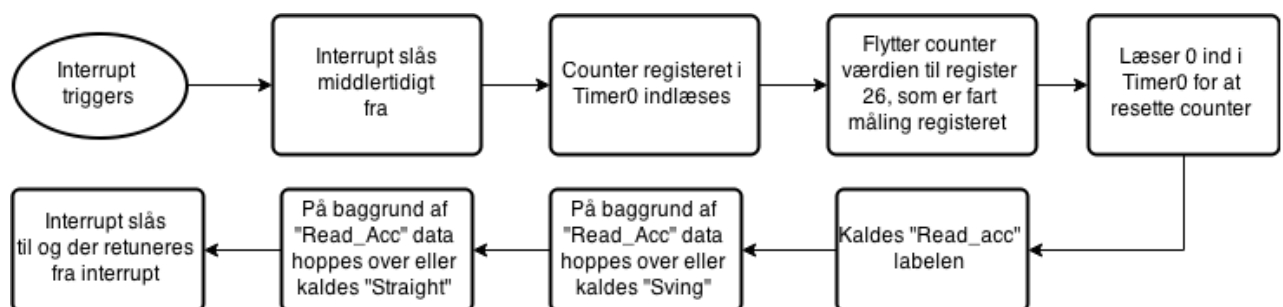 Interrupt
triggers
Interrupt slås
middlertidigt
fra
Counter registeret i
Timer0 indlæses
Flytter counter
værdien til register
26, som er fart
måling registeret
Læser 0 ind i
Timer0 for at
resette counter
Kaldes "Read_acc"
labelen
På baggrund af
"Read_Acc" data
hoppes over eller
kaldes "Sving"
På baggrund af
"Read_Acc" data
hoppes over eller
kaldes "Straight"
Interrupt slås
til og der retuneres
fra interrupt